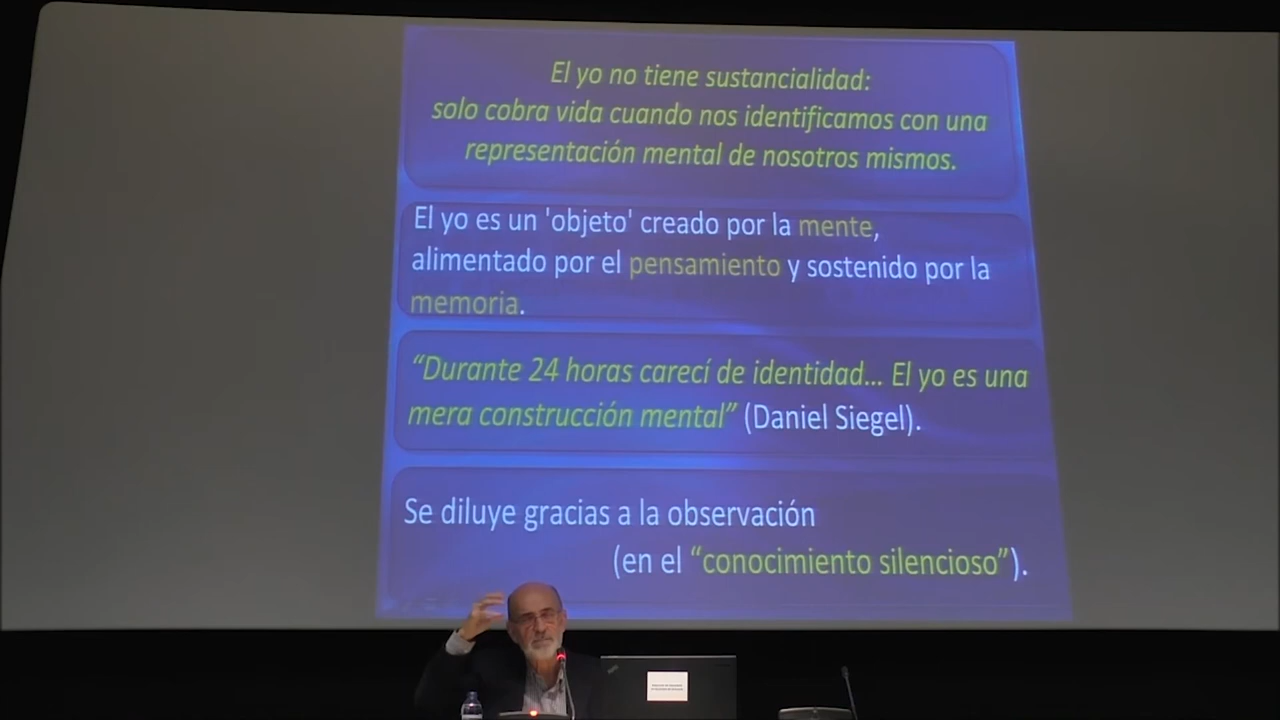 El yo no tiene sustancialidad:
solo cobra vida cuando nos identificamos con una
representación mental de nosotros mismos.
El yo es un 'objeto' creado por la mente,
alimentado por el pensamiento y sostenido por la
memoria.
“Durante 24 horas carecí de identidad... El yo es una
mera construcción mental” (Daniel Siegel).
Se diluye gracias a la observación
(en el “conocimiento silencioso”).